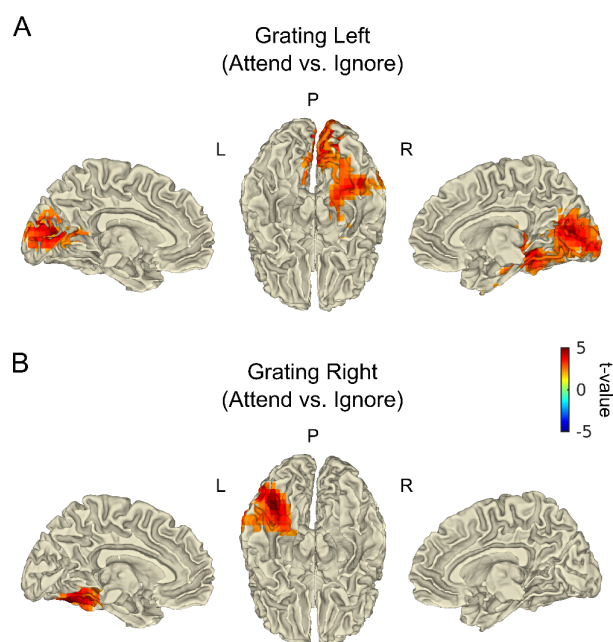 A
Grating Left
(Attend vs. Ignore)
P
L
R
B
Grating Right
(Attend vs. Ignore)
P
L
R
5
0
-5
t-value